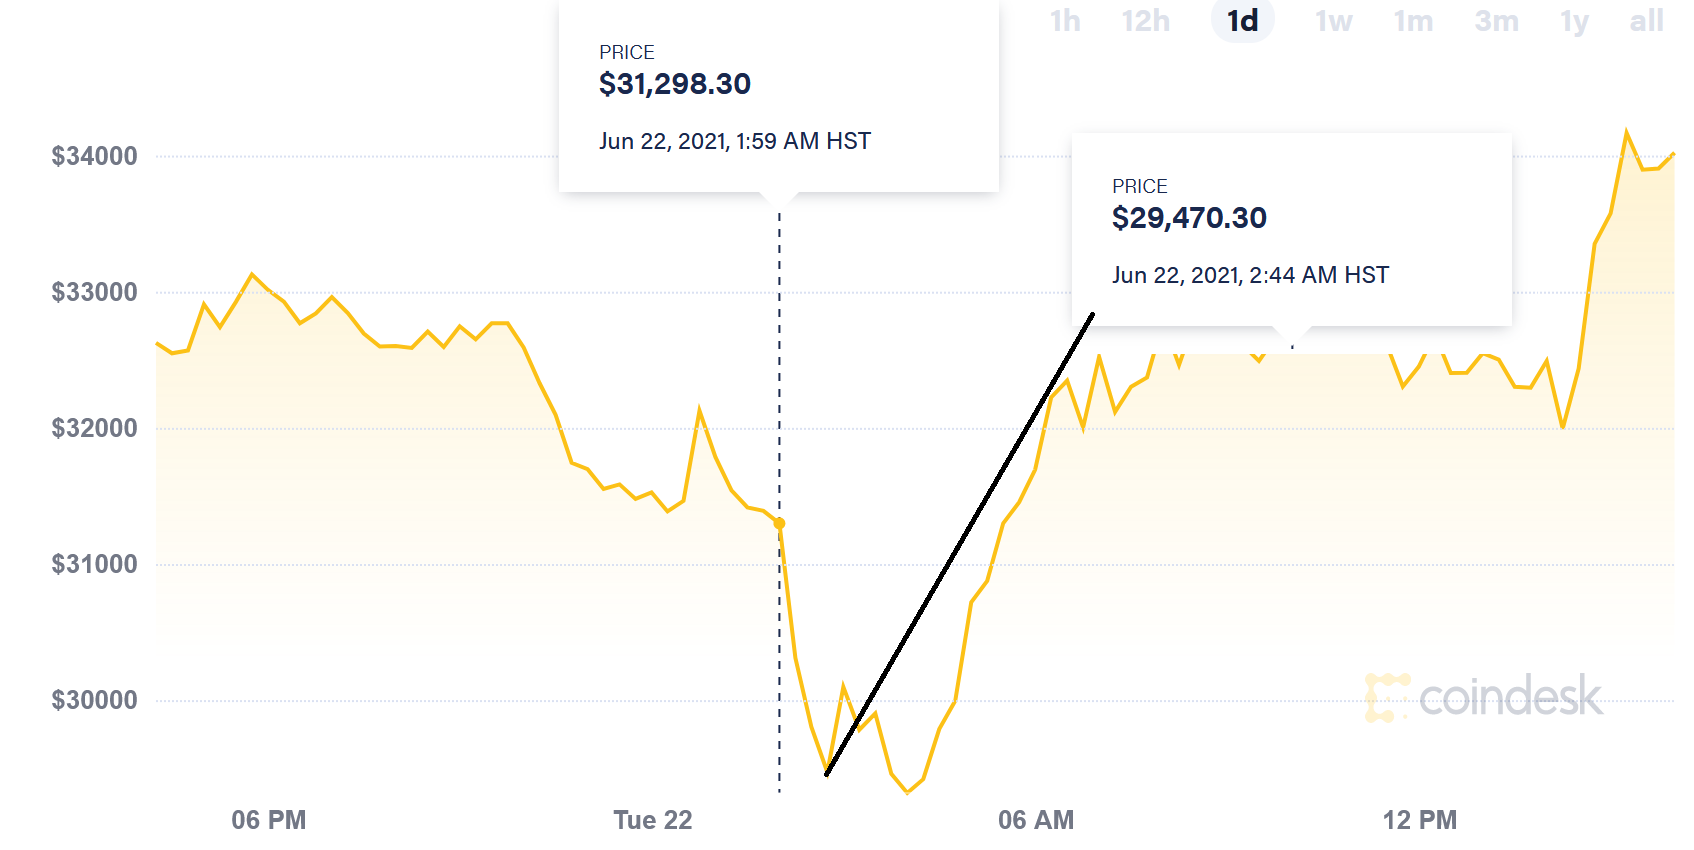 1h 12h 1d 1w 1m 3m 1y all
PRICE
$31,298.30
Jun 22, 2021, 1:59 AM HST
PRICE
$29,470.30
Jun 22, 2021, 2:44 AM HST
$34000
$33000
$32000
$31000
$30000
coindesk
06 PM Tue 22 06 AM 12 PM